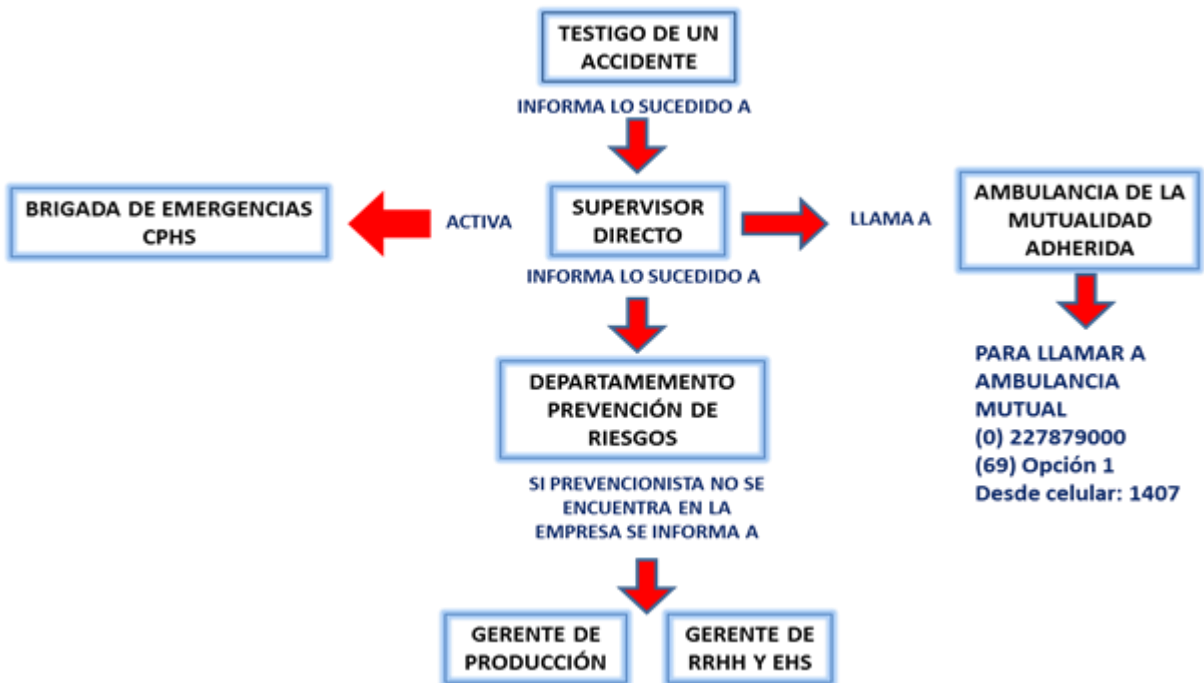 TESTIGO DE UN
ACCIDENTE
INFORMA LO SUCEDIDO A
BRIGADA DE EMERGENCIAS
CPHS
ACTIVA
SUPERVISOR
DIRECTO
LLAMA A
AMBULANCIA DE LA
MUTUALIDAD
ADHERIDA
INFORMA LO SUCEDIDO A
DEPARTAMEMENTO
PREVENCIÓN DE
RIESGOS
PARA LLAMAR A
AMBULANCIA
MUTUAL
(0) 227879000
(69) Opción 1
Desde celular: 1407
SI PREVENCIONISTA NO SE
ENCUENTRA EN LA
EMPRESA SE INFORMA A
GERENTE DE
PRODUCCIÓN
GERENTE DE
RRHH Y EHS